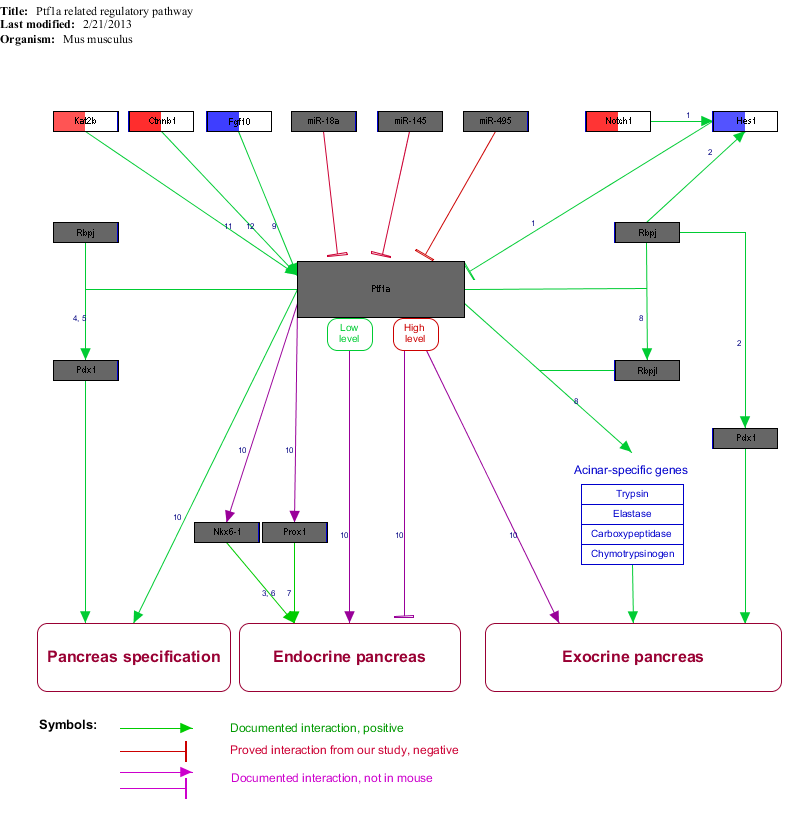 Title: Ptf1a related regulatory pathway
Last modified: 2/21/2013
Organism: Mus musculus
Kat2b Ctnnb1 Fgf10 miR-18a miR-145 miR-495 Notch1 1 Hes1
2
11 12 9 1
Rbpj Rbpj
Ptf1a
4, 5 8
Low level High level
2
Pdx1 Rbpjl
8
Pdx1
10 10
Acinar-specific genes
Trypsin
Elastase
Carboxypeptidase
Chymotrypsinogen
10
Nkx6-1 Prox1 10 10 10
3, 6 7
Pancreas specification Endocrine pancreas Exocrine pancreas
Symbols:
Documented interaction, positive
Proved interaction from our study, negative
Documented interaction, not in mouse